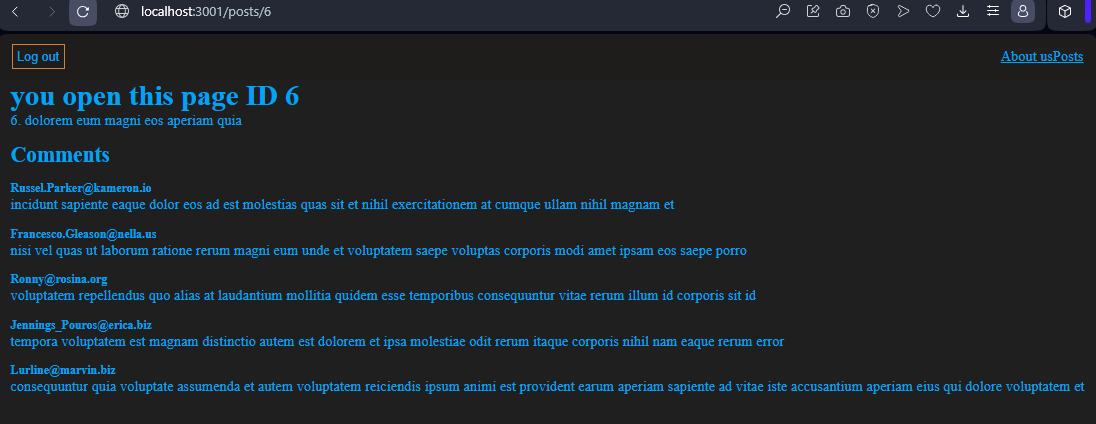 localhost:3001/posts/6
Log out
About usPosts
you open this page ID 6
6. dolorem eum magni eos aperiam quia
Comments
Russel.Parker@kameron.io
incidunt sapiente eaque dolor eos ad est molestias quas sit et nihil exercitationem at cumque ullam nihil magnam et
Francesco.Gleason@nella.us
nisi vel quas ut laborum ratione rerum magni eum unde et voluptatem saepe voluptas corporis modi amet ipsam eos saepe porro
Ronny@rosina.org
voluptatem repellendus quo alias at laudantium mollitia quidem esse temporibus consequuntur vitae rerum illum id corporis sit id
Jennings_Pouros@erica.biz
tempora voluptatem est magnam distinctio autem est dolorem et ipsa molestiae odit rerum itaque corporis nihil nam eaque rerum error
Lurline@marvin.biz
consequuntur quia voluptate assumenda et autem voluptatem reiciendis ipsum animi est provident earum aperiam sapiente ad vitae iste accusantium aperiam eius qui dolore voluptatem et